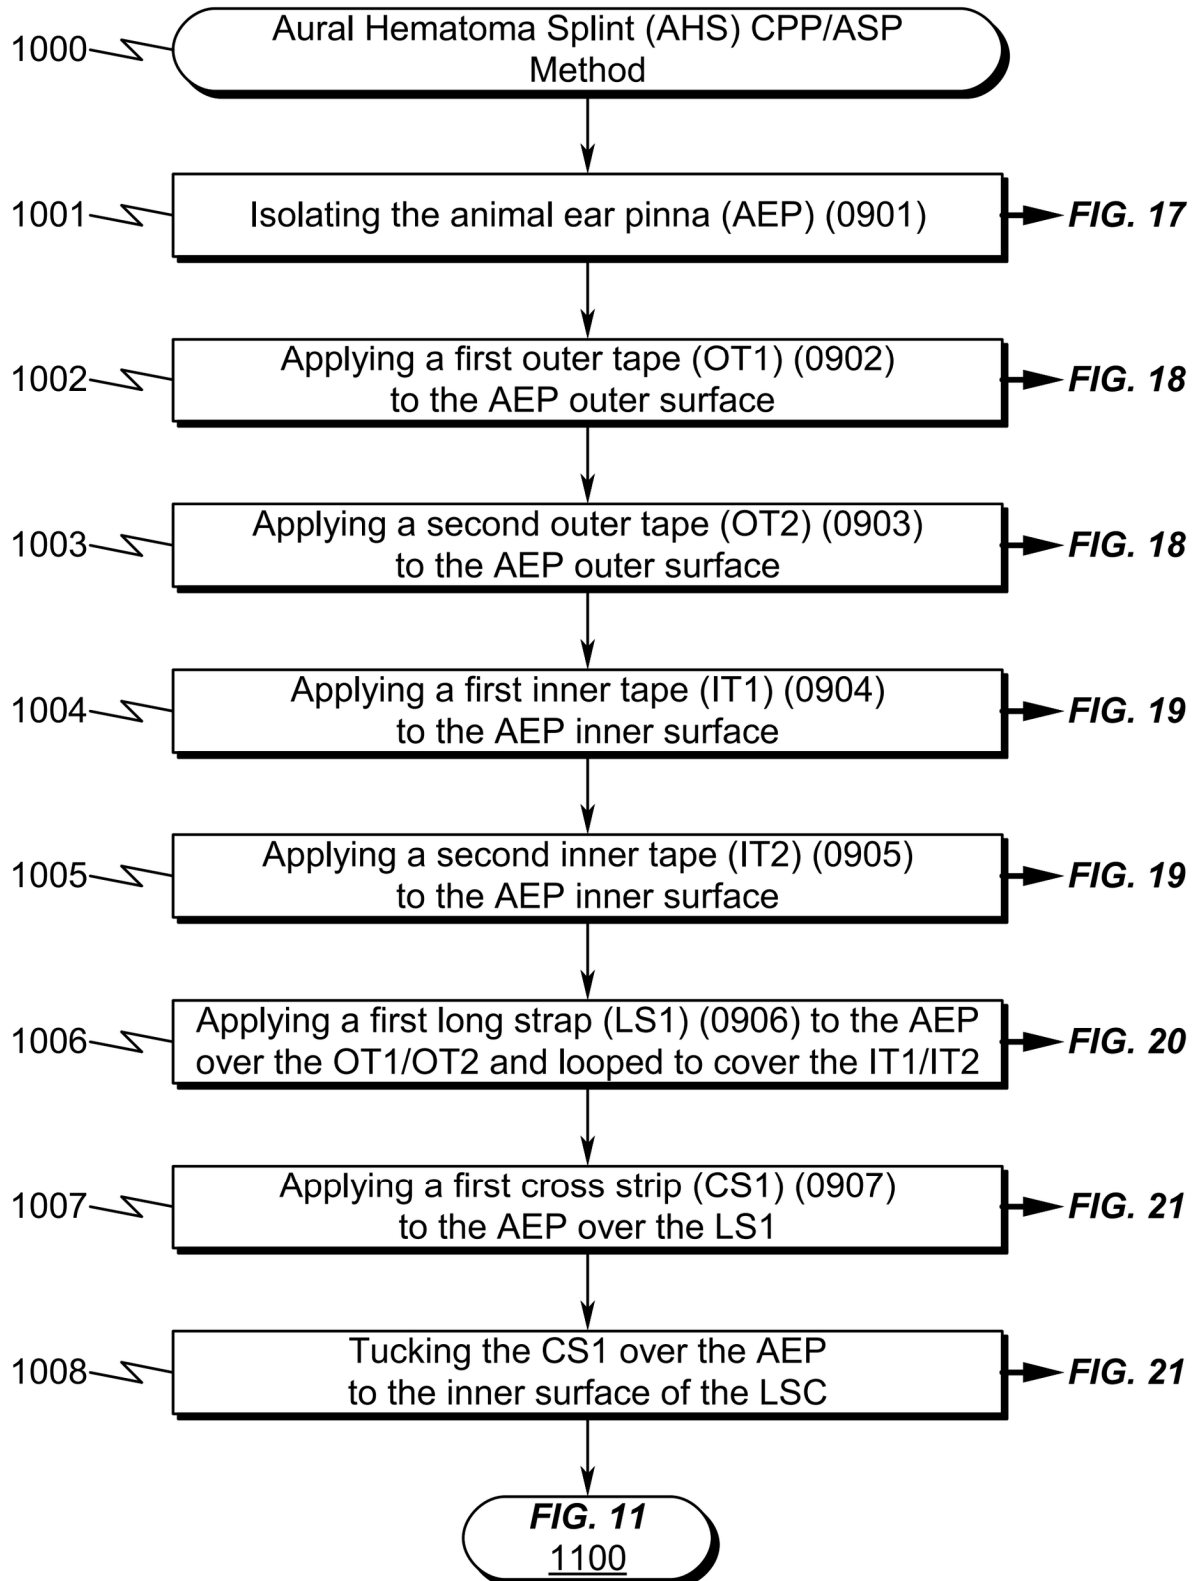 1000
Aural Hematoma Splint (AHS) CPP/ASP
Method
1001
Isolating the animal ear pinna (AEP) (0901)
FIG. 17
1002
Applying a first outer tape (OT1) (0902)
to the AEP outer surface
FIG. 18
1003
Applying a second outer tape (OT2) (0903)
to the AEP outer surface
FIG. 18
1004
Applying a first inner tape (IT1) (0904)
to the AEP inner surface
FIG. 19
1005
Applying a second inner tape (IT2) (0905)
to the AEP inner surface
FIG. 19
1006
Applying a first long strap (LS1) (0906) to the AEP
over the OT1/OT2 and looped to cover the IT1/IT2
FIG. 20
1007
Applying a first cross strip (CS1) (0907)
to the AEP over the LS1
FIG. 21
1008
Tucking the CS1 over the AEP
to the inner surface of the LSC
FIG. 21
FIG. 11
1100